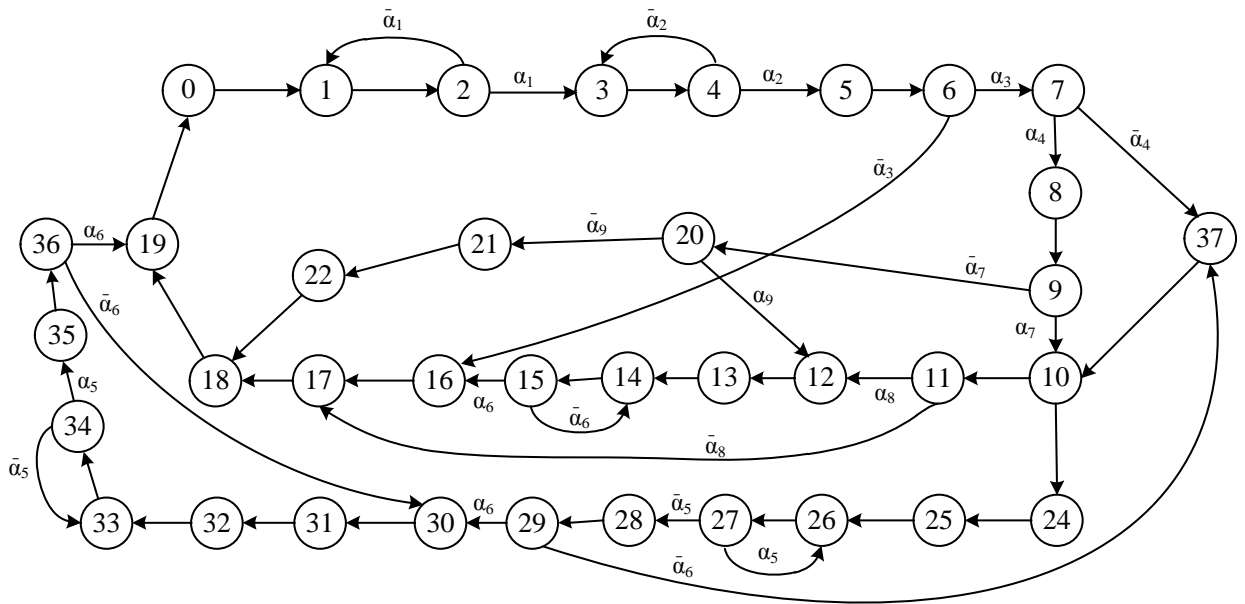 ᾱ₁ ᾱ₂
0 1 2 α₁ 3 4 α₂ 5 6 α₃ 7
α₄ ᾱ₄
ᾱ₃
8
36 α₆ 19 22 21 ᾱ₉ 20 ᾱ₇ 37
ᾱ₆ α₉ 9
35 α₇
18 17 16 α₆ 15 14 13 12 α₈ 11 10
α₅ ᾱ₆
34 ᾱ₈
ᾱ₅
33 32 31 30 α₆ 29 28 ᾱ₅ 27 26 25 24
ᾱ₆ α₅